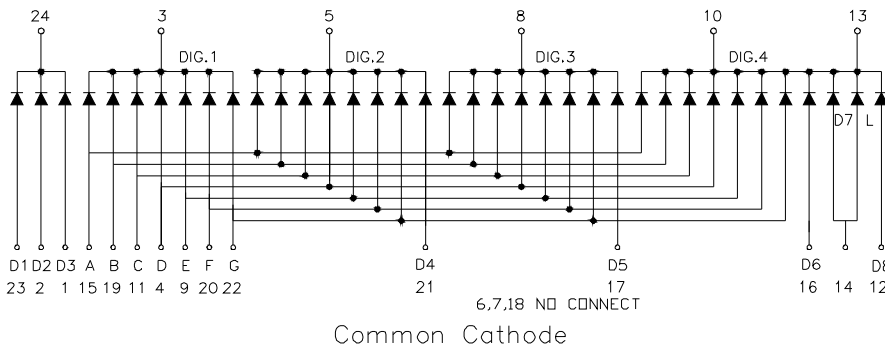 24 3 5 8 10 13
DIG.1 DIG.2 DIG.3 DIG.4
D7 L
D1 D2 D3 A B C D E F G D4 D5 D6 14 D8
23 2 1 15 19 11 4 9 20 22 21 17 16 12
6,7,18 NO CONNECT
Common Cathode